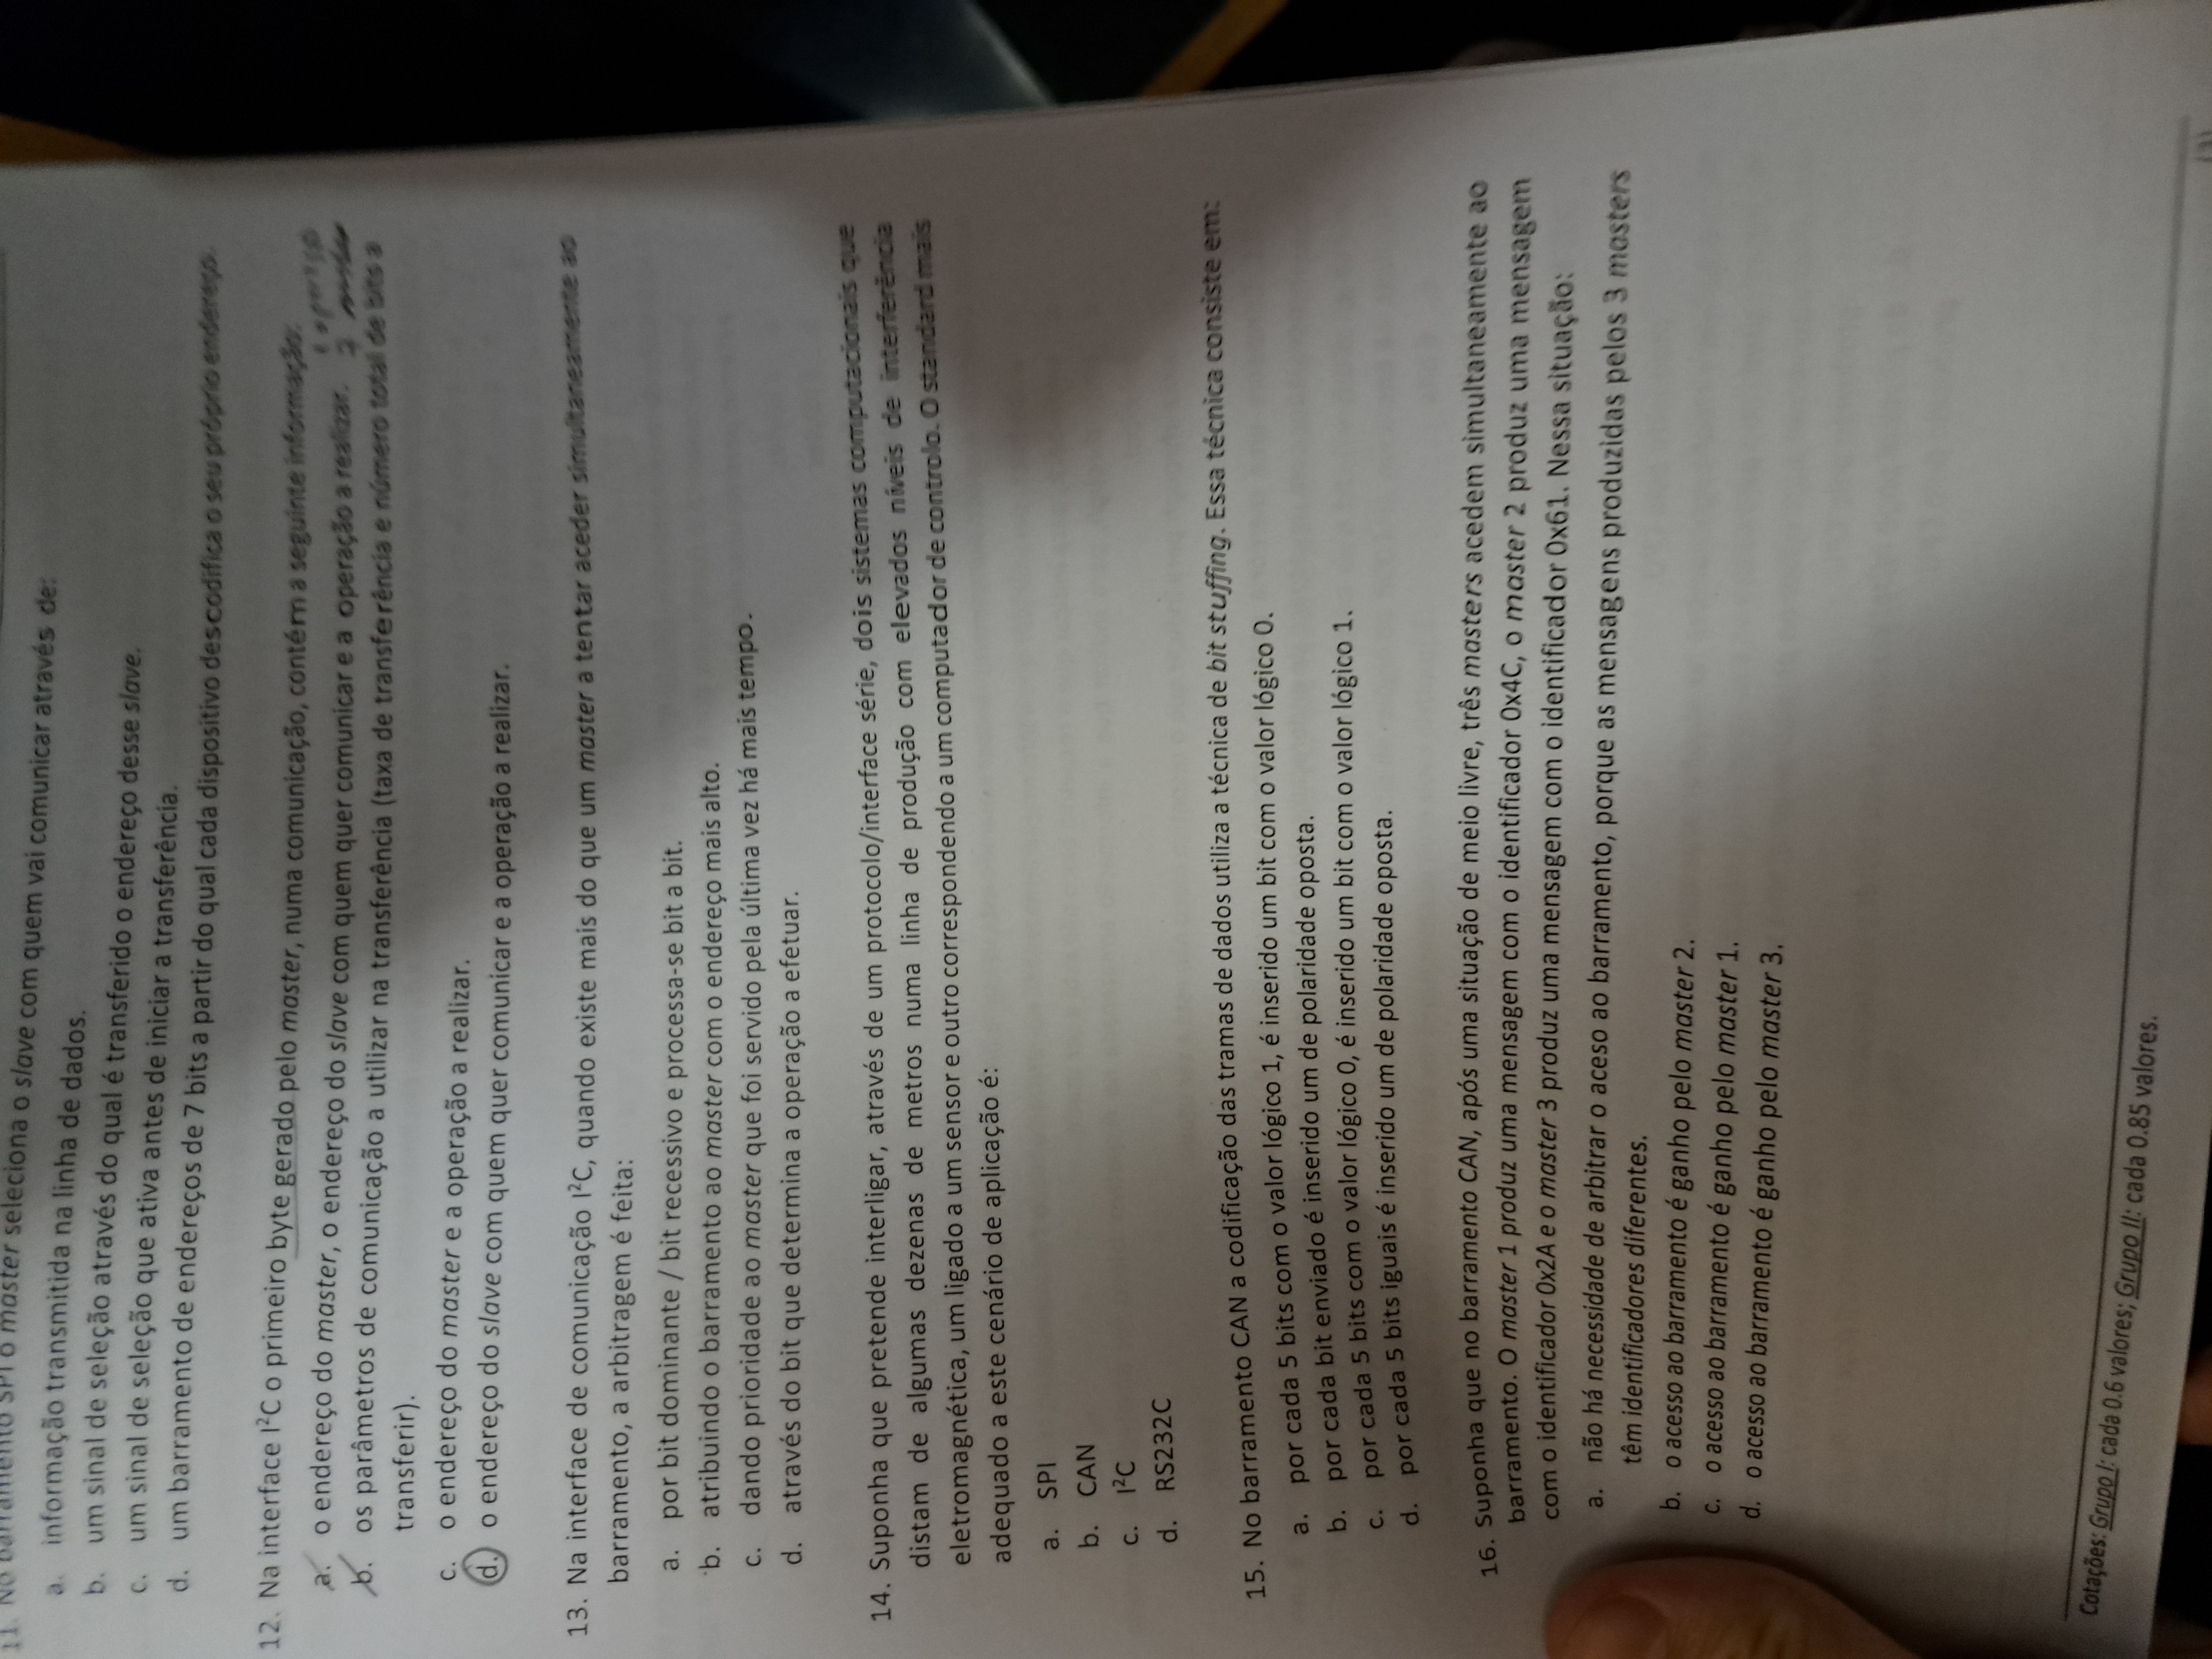 11. No barramento SPI o master seleciona o slave com quem vai comunicar através de:
a. informação transmitida na linha de dados.
b. um sinal de seleção através do qual é transferido o endereço desse slave.
c. um sinal de seleção que ativa antes de iniciar a transferência.
d. um barramento de endereços de 7 bits a partir do qual cada dispositivo descodifica o seu próprio endereço.
12. Na interface I²C o primeiro byte gerado pelo master, numa comunicação, contém a seguinte informação:
a. o endereço do master, o endereço do slave com quem quer comunicar e a operação a realizar.
b. os parâmetros de comunicação a utilizar na transferência (taxa de transferência e número total de bits a
transferir).
c. o endereço do master e a operação a realizar.
d. o endereço do slave com quem quer comunicar e a operação a realizar.
13. Na interface de comunicação I²C, quando existe mais do que um master a tentar aceder simultaneamente ao
barramento, a arbitragem é feita:
a. por bit dominante / bit recessivo e processa-se bit a bit.
b. atribuindo o barramento ao master com o endereço mais alto.
c. dando prioridade ao master que foi servido pela última vez há mais tempo.
d. através do bit que determina a operação a efetuar.
14. Suponha que pretende interligar, através de um protocolo/interface série, dois sistemas computacionais que
distam de algumas dezenas de metros numa linha de produção com elevados níveis de interferência
eletromagnética, um ligado a um sensor e outro correspondendo a um computador de controlo. O standard mais
adequado a este cenário de aplicação é:
a. SPI
b. CAN
c. I²C
d. RS232C
15. No barramento CAN a codificação das tramas de dados utiliza a técnica de bit stuffing. Essa técnica consiste em:
a. por cada 5 bits com o valor lógico 1, é inserido um bit com o valor lógico 0.
b. por cada bit enviado é inserido um de polaridade oposta.
c. por cada 5 bits com o valor lógico 0, é inserido um bit com o valor lógico 1.
d. por cada 5 bits iguais é inserido um de polaridade oposta.
16. Suponha que no barramento CAN, após uma situação de meio livre, três masters acedem simultaneamente ao
barramento. O master 1 produz uma mensagem com o identificador 0x4C, o master 2 produz uma mensagem
com o identificador 0x2A e o master 3 produz uma mensagem com o identificador 0x61. Nessa situação:
a. não há necessidade de arbitrar o aceso ao barramento, porque as mensagens produzidas pelos 3 masters
têm identificadores diferentes.
b. o acesso ao barramento é ganho pelo master 2.
c. o acesso ao barramento é ganho pelo master 1.
d. o acesso ao barramento é ganho pelo master 3.
Cotações: Grupo I: cada 0.6 valores; Grupo II: cada 0.85 valores.